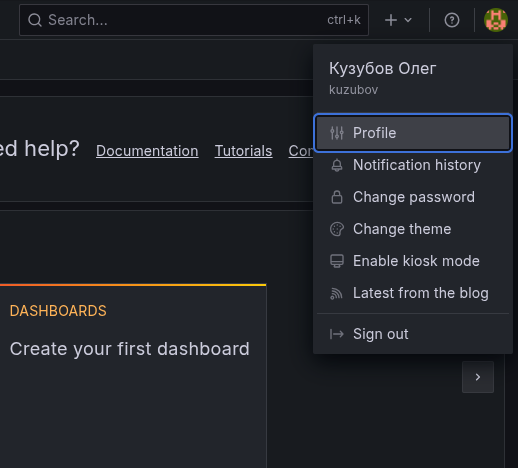 Search...
ctrl+k
Кузубов Олег
kuzubov
ed help?
Documentation
Tutorials
Profile
Notification history
Change password
Change theme
Enable kiosk mode
Latest from the blog
Sign out
DASHBOARDS
Create your first dashboard